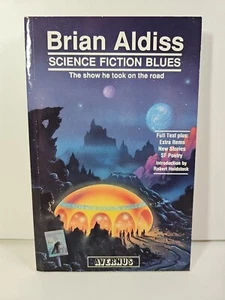 Brian Aldiss
SCIENCE FICTION BLUES
The show he took on the road
Full Text plus:
Extra Items
New Stories
SF Poetry
Introduction by
Robert Holdstock
AVERNUS